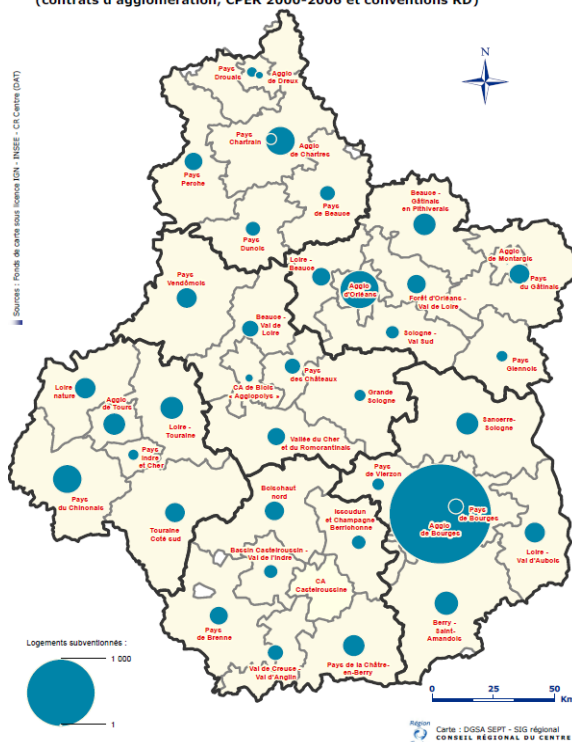 (contrats d'agglomération, CPER 2000-2006 et conventions RD)
Sources : Fonds de carte sous licence IGN - INSEE - CR Centre (DAT)
N
Pays
Drouais
Agglo
de Dreux
Pays
Chartrain
Agglo
de Chartres
Pays
Perche
Pays
de Beauce
Pays
Dunois
Beauce -
Gâtinais
en Pithiverais
Agglo
de Montargis
Pays
du Gâtinais
Loire -
Beauce
Agglo
d'Orléans
Forêt d'Orléans -
Val de Loire
Pays
Vendômois
Beauce -
Val de
Loire
Sologne -
Val Sud
Pays
Giennois
CA de Blois
« Agglopolys »
Pays
des Châteaux
Grande
Sologne
Loire
nature
Agglo
de Tours
Loire -
Touraine
Sancerre-
Sologne
Vallée du Cher
et du Romorantinais
Pays
Indre
et Cher
Pays
du Chinonais
Pays
de Vierzon
Boischaut
nord
Issoudun
et Champagne
Berrichonne
Pays
de Bourges
Agglo
de Bourges
Touraine
Coté sud
Loire -
Val d'Aubois
Bassin Castelroussin -
Val de l'Indre
CA
Castelroussine
Berry -
Saint-
Amandois
Pays
de Brenne
Val de Creuse -
Val d'Anglin
Pays de la Châtre-
en-Berry
Logements subventionnés :
1 000
1
0 25 50
Km
Région
Carte : DGSA SEPT - SIG régional
CONSEIL RÉGIONAL DU CENTRE